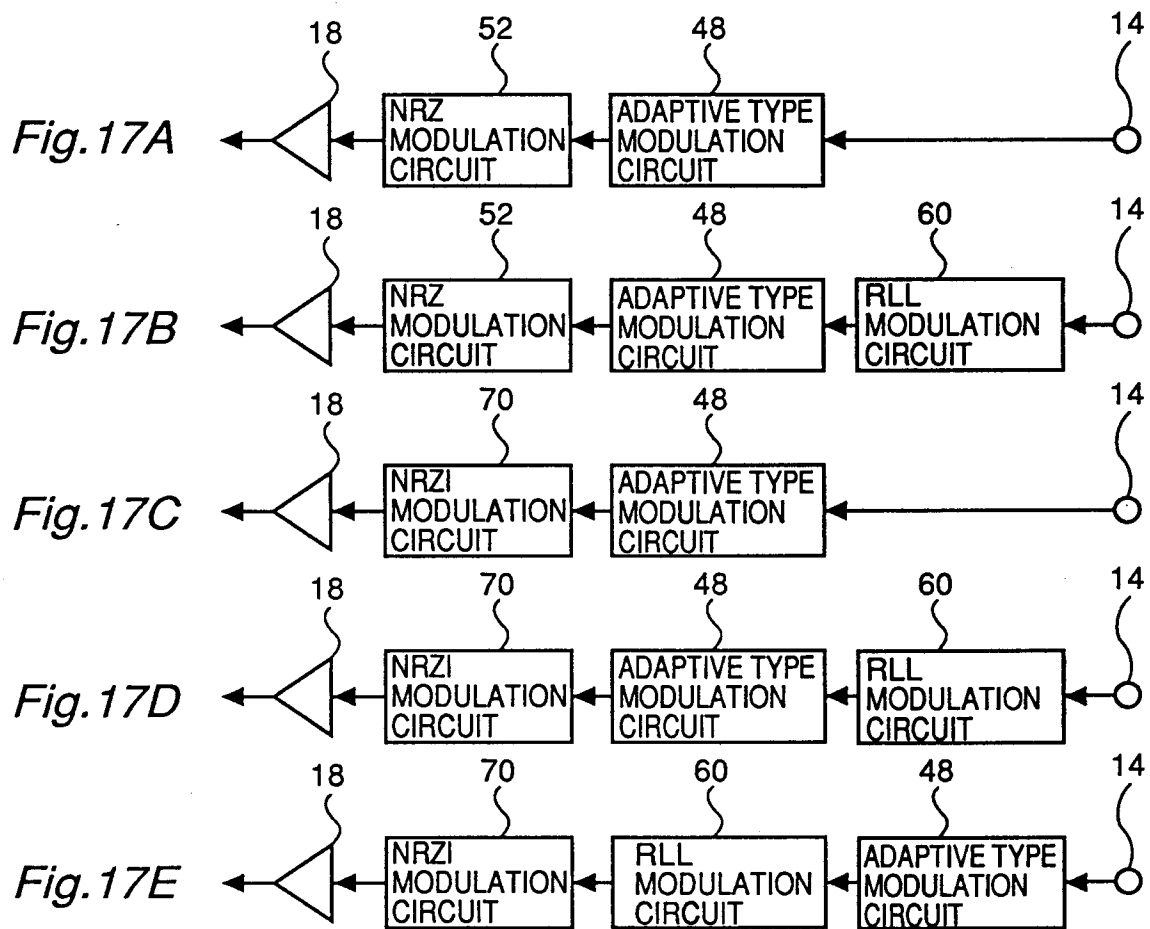 18 52 48 14
Fig.17A
NRZ
MODULATION
CIRCUIT
ADAPTIVE TYPE
MODULATION
CIRCUIT
18 52 48 60 14
Fig.17B
NRZ
MODULATION
CIRCUIT
ADAPTIVE TYPE
MODULATION
CIRCUIT
RLL
MODULATION
CIRCUIT
18 70 48 14
Fig.17C
NRZI
MODULATION
CIRCUIT
ADAPTIVE TYPE
MODULATION
CIRCUIT
18 70 48 60 14
Fig.17D
NRZI
MODULATION
CIRCUIT
ADAPTIVE TYPE
MODULATION
CIRCUIT
RLL
MODULATION
CIRCUIT
18 70 60 48 14
Fig.17E
NRZI
MODULATION
CIRCUIT
RLL
MODULATION
CIRCUIT
ADAPTIVE TYPE
MODULATION
CIRCUIT